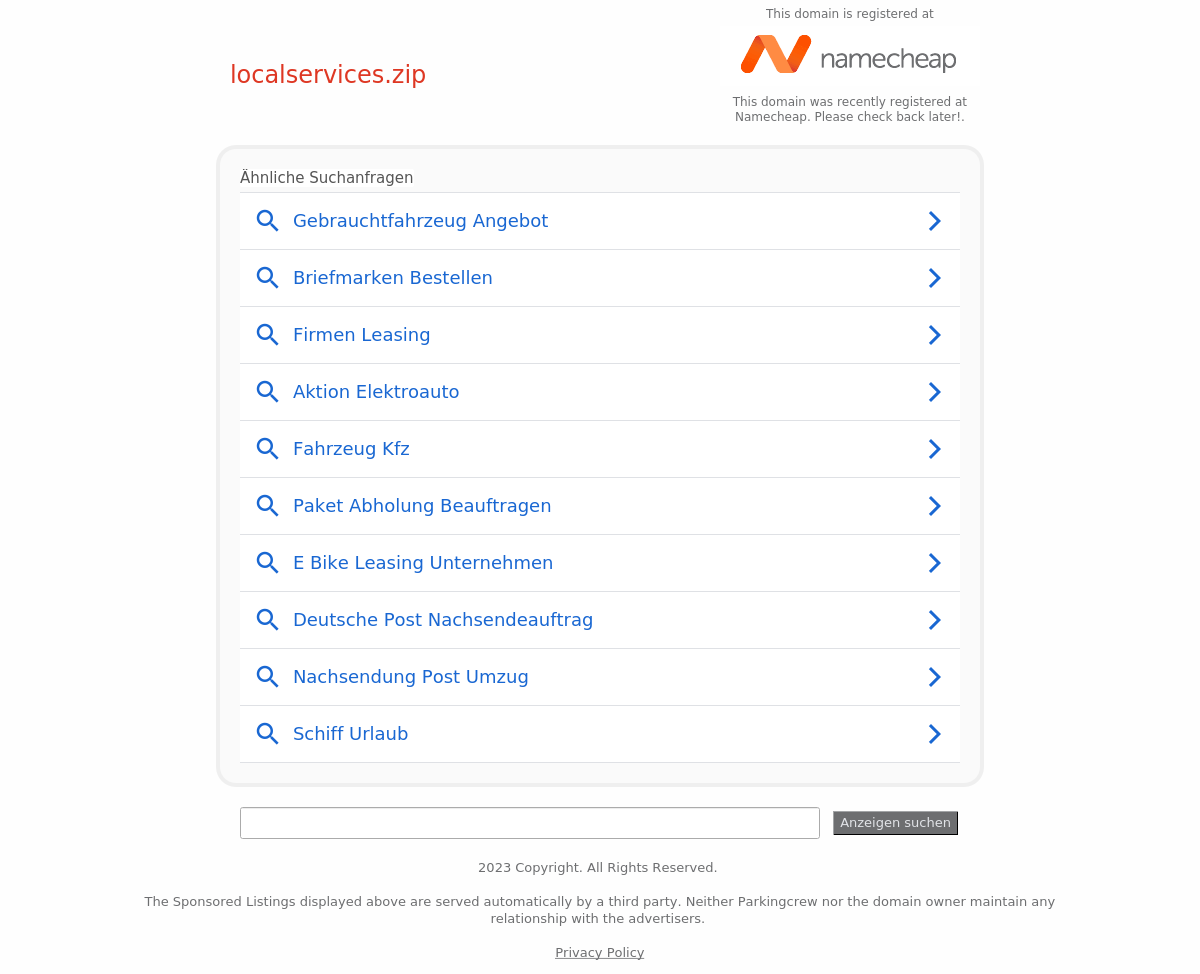 This domain is registered at
namecheap
localservices.zip
This domain was recently registered at
Namecheap. Please check back later!.
Ähnliche Suchanfragen
Gebrauchtfahrzeug Angebot
Briefmarken Bestellen
Firmen Leasing
Aktion Elektroauto
Fahrzeug Kfz
Paket Abholung Beauftragen
E Bike Leasing Unternehmen
Deutsche Post Nachsendeauftrag
Nachsendung Post Umzug
Schiff Urlaub
Anzeigen suchen
2023 Copyright. All Rights Reserved.
The Sponsored Listings displayed above are served automatically by a third party. Neither Parkingcrew nor the domain owner maintain any
relationship with the advertisers.
Privacy Policy